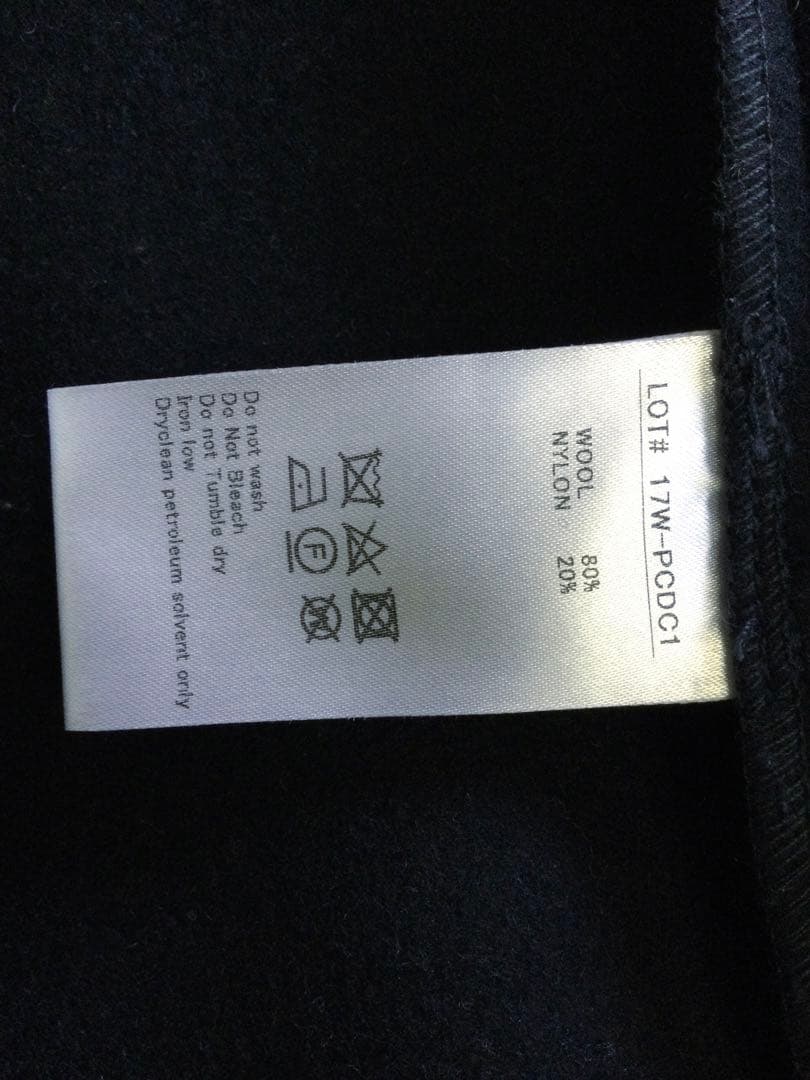 LOT# 17W-PCDC1
WOOL 80%
NYLON 20%
F
W
Do not wash
Do Not Bleach
Do not Tumble dry
Iron low
Dryclean petroleum solvent only